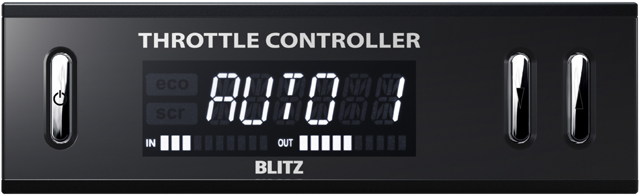 THROTTLE CONTROLLER
eco
AUTO 1
scr
IN OUT
BLITZ